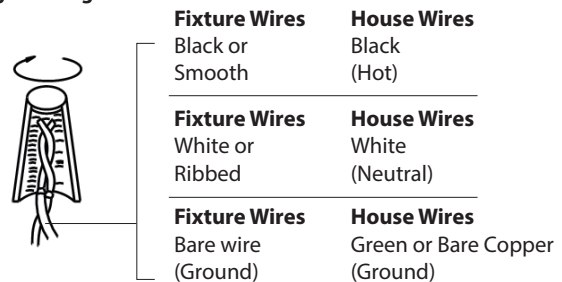 Fixture Wires House Wires
Black or Black
Smooth (Hot)
Fixture Wires House Wires
White or White
Ribbed (Neutral)
Fixture Wires House Wires
Bare wire Green or Bare Copper
(Ground) (Ground)